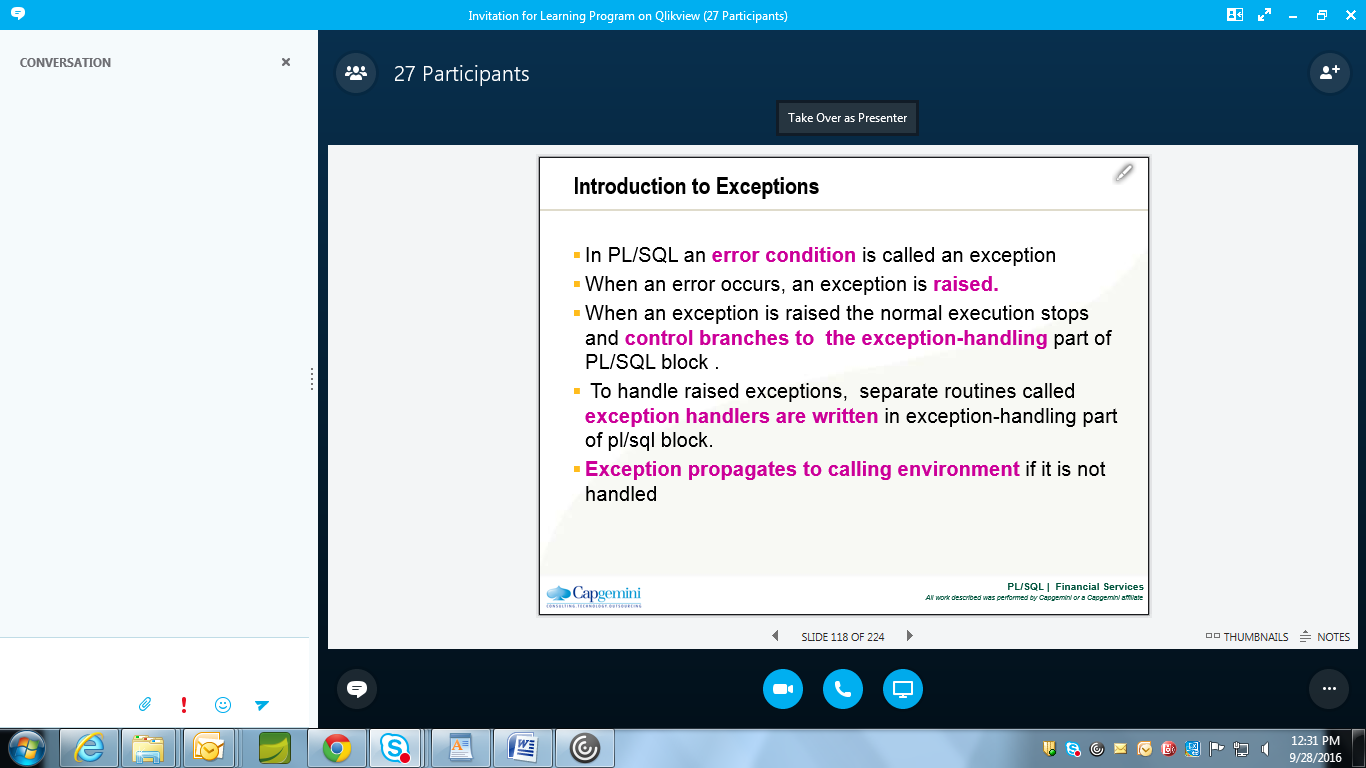 Invitation for Learning Program on Qlikview (27 Participants)
CONVERSATION
27 Participants
Take Over as Presenter
Introduction to Exceptions
In PL/SQL an error condition is called an exception
When an error occurs, an exception is raised.
When an exception is raised the normal execution stops
and control branches to the exception-handling part of
PL/SQL block .
To handle raised exceptions, separate routines called
exception handlers are written in exception-handling part
of pl/sql block.
Exception propagates to calling environment if it is not
handled
Capgemini
CONSULTING.TECHNOLOGY.OUTSOURCING
PL/SQL | Financial Services
All work described was performed by Capgemini or a Capgemini affiliate
SLIDE 118 OF 224
THUMBNAILS
NOTES
12:31 PM
9/28/2016